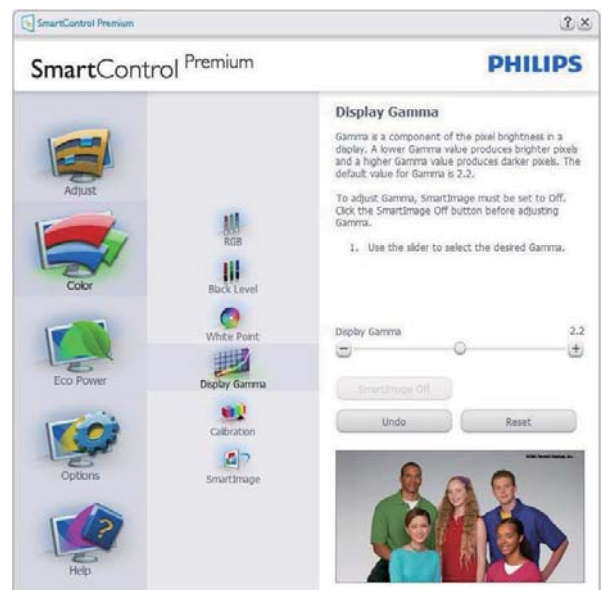 SmartControl Premium
? ×
SmartControl Premium
PHILIPS
Adjust
Color
Eco Power
Options
Help
RGB
Black Level
White Point
Display Gamma
Calibration
SmartImage
Display Gamma
Gamma is a component of the pixel brightness in a
display. A lower Gamma value produces brighter pixels
and a higher Gamma value produces darker pixels. The
default value for Gamma is 2.2.
To adjust Gamma, SmartImage must be set to Off.
Click the SmartImage Off button before adjusting
Gamma.
1. Use the slider to select the desired Gamma.
Display Gamma 2.2
SmartImage Off
Undo Reset